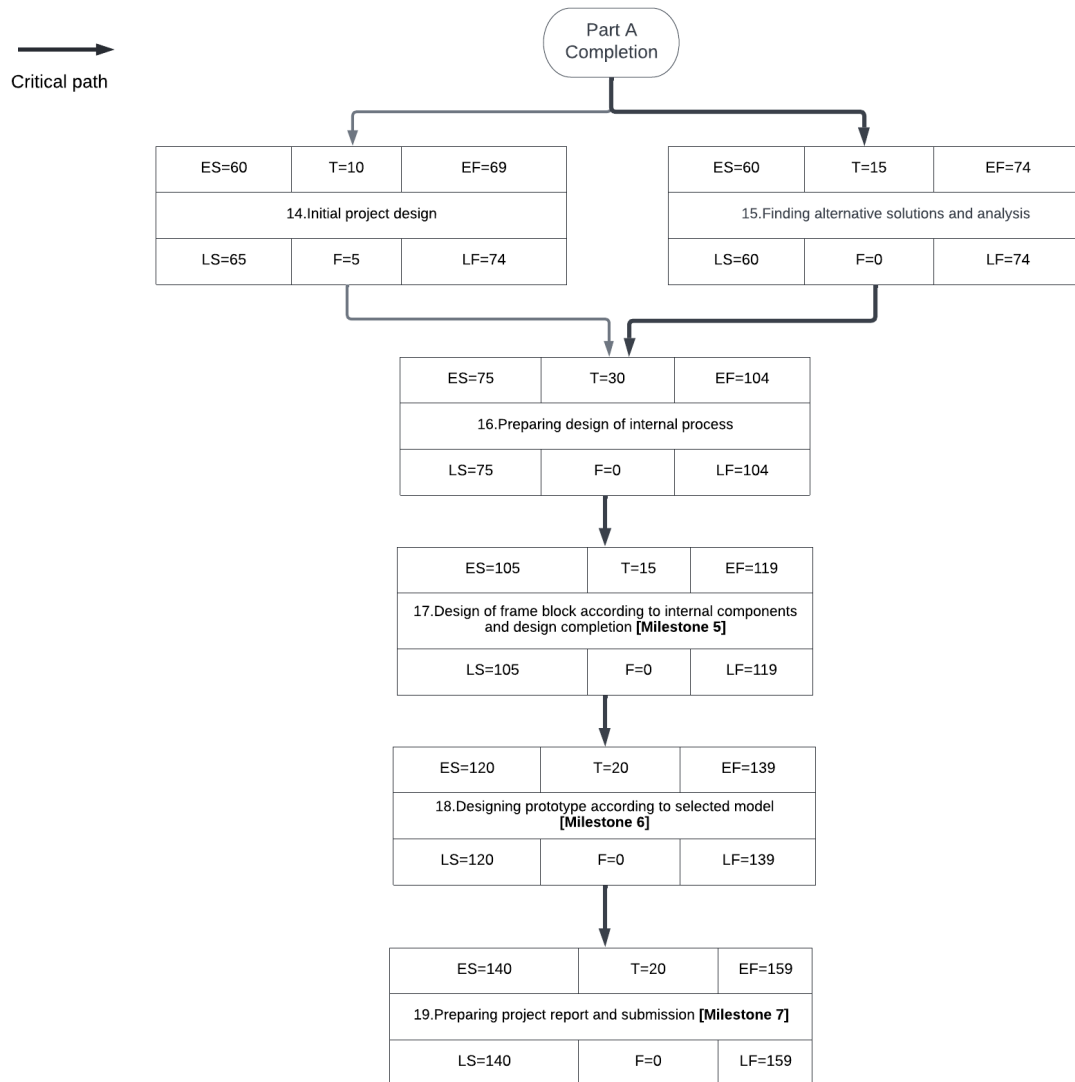 Part A
Completion
Critical path
ES=60 T=10 EF=69
14.Initial project design
LS=65 F=5 LF=74
ES=60 T=15 EF=74
15.Finding alternative solutions and analysis
LS=60 F=0 LF=74
ES=75 T=30 EF=104
16.Preparing design of internal process
LS=75 F=0 LF=104
ES=105 T=15 EF=119
17.Design of frame block according to internal components
and design completion [Milestone 5]
LS=105 F=0 LF=119
ES=120 T=20 EF=139
18.Designing prototype according to selected model
[Milestone 6]
LS=120 F=0 LF=139
ES=140 T=20 EF=159
19.Preparing project report and submission [Milestone 7]
LS=140 F=0 LF=159